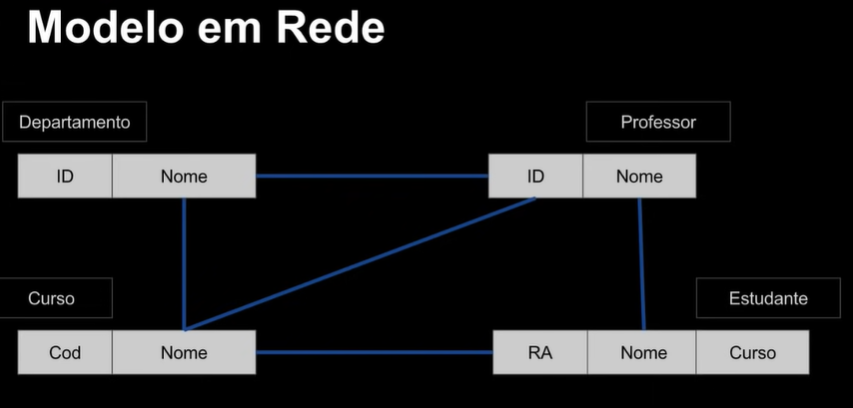 Modelo em Rede
Departamento
Professor
ID Nome
ID Nome
Curso
Estudante
Cod Nome
RA Nome Curso